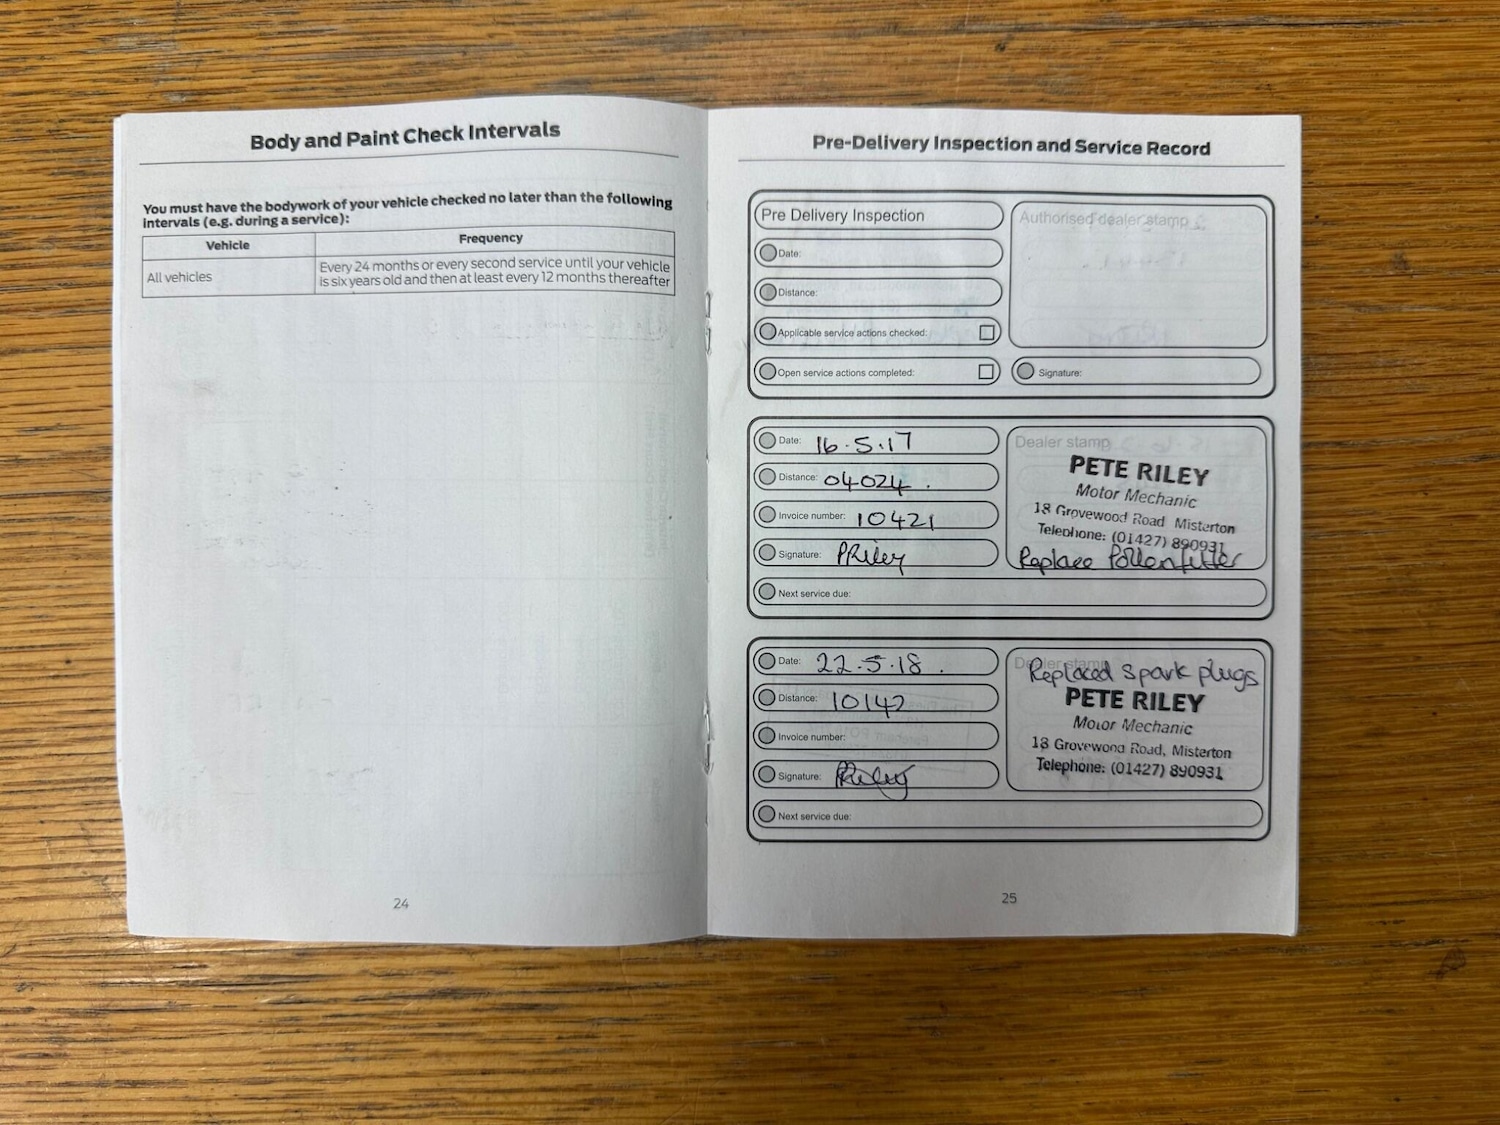 Body and Paint Check Intervals
You must have the bodywork of your vehicle checked no later than the following
intervals (e.g. during a service):
Vehicle
Frequency
All vehicles
Every 24 months or every second service until your vehicle
is six years old and then at least every 12 months thereafter
24
Pre-Delivery Inspection and Service Record
Pre Delivery Inspection
Date:
Distance:
Applicable service actions checked:
Open service actions completed:
Authorised dealer stamp
Signature:
Date: 16.5.17
Distance: 04024.
Invoice number: 10421
Signature: PRiley
Dealer stamp
PETE RILEY
Motor Mechanic
18 Grovewood Road Misterton
Telephone: (01427) 890931
Replace Pollenfilter
Next service due:
Date: 22.5.18.
Distance: 10142
Invoice number:
Signature: PRiley
Dealer stamp
Replaced spark plugs
PETE RILEY
Motor Mechanic
18 Grovewood Road, Misterton
Telephone: (01427) 890931
Next service due:
25